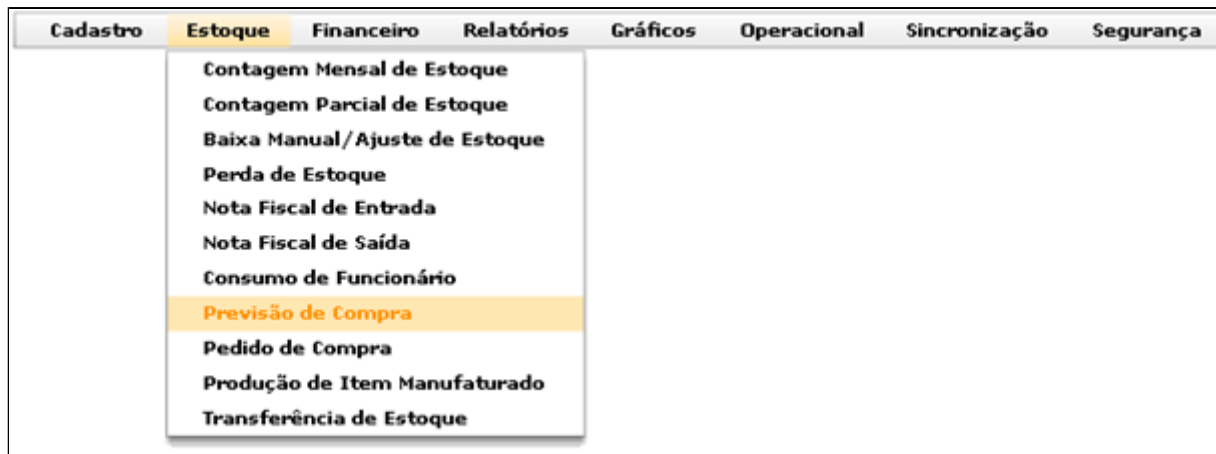 Cadastro Estoque Financeiro Relatórios Gráficos Operacional Sincronização Segurança
Contagem Mensal de Estoque
Contagem Parcial de Estoque
Baixa Manual/Ajuste de Estoque
Perda de Estoque
Nota Fiscal de Entrada
Nota Fiscal de Saída
Consumo de Funcionário
Previsão de Compra
Pedido de Compra
Produção de Item Manufaturado
Transferência de Estoque